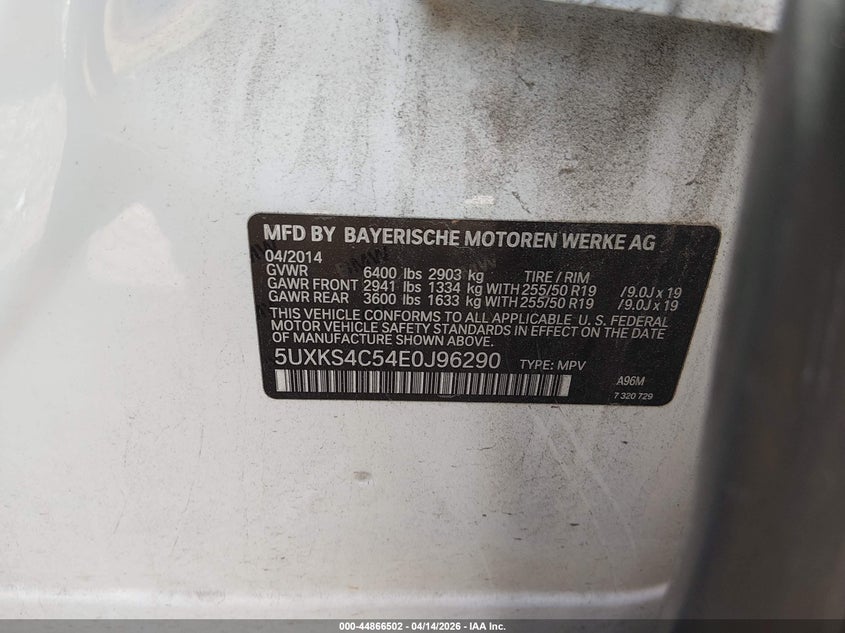 MFD BY BAYERISCHE MOTOREN WERKE AG
04/2014
GVWR 6400 lbs 2903 kg TIRE / RIM
GAWR FRONT 2941 lbs 1334 kg WITH 255/50 R19 /9.0J x 19
GAWR REAR 3600 lbs 1633 kg WITH 255/50 R19 /9.0J x 19
THIS VEHICLE CONFORMS TO ALL APPLICABLE U. S. FEDERAL
MOTOR VEHICLE SAFETY STANDARDS IN EFFECT ON THE DATE
OF MANUFACTURE SHOWN ABOVE.
5UXKS4C54E0J96290 TYPE: MPV
A96M
7 320 729
000-44866502 | 04/14/2026 | IAA Inc.